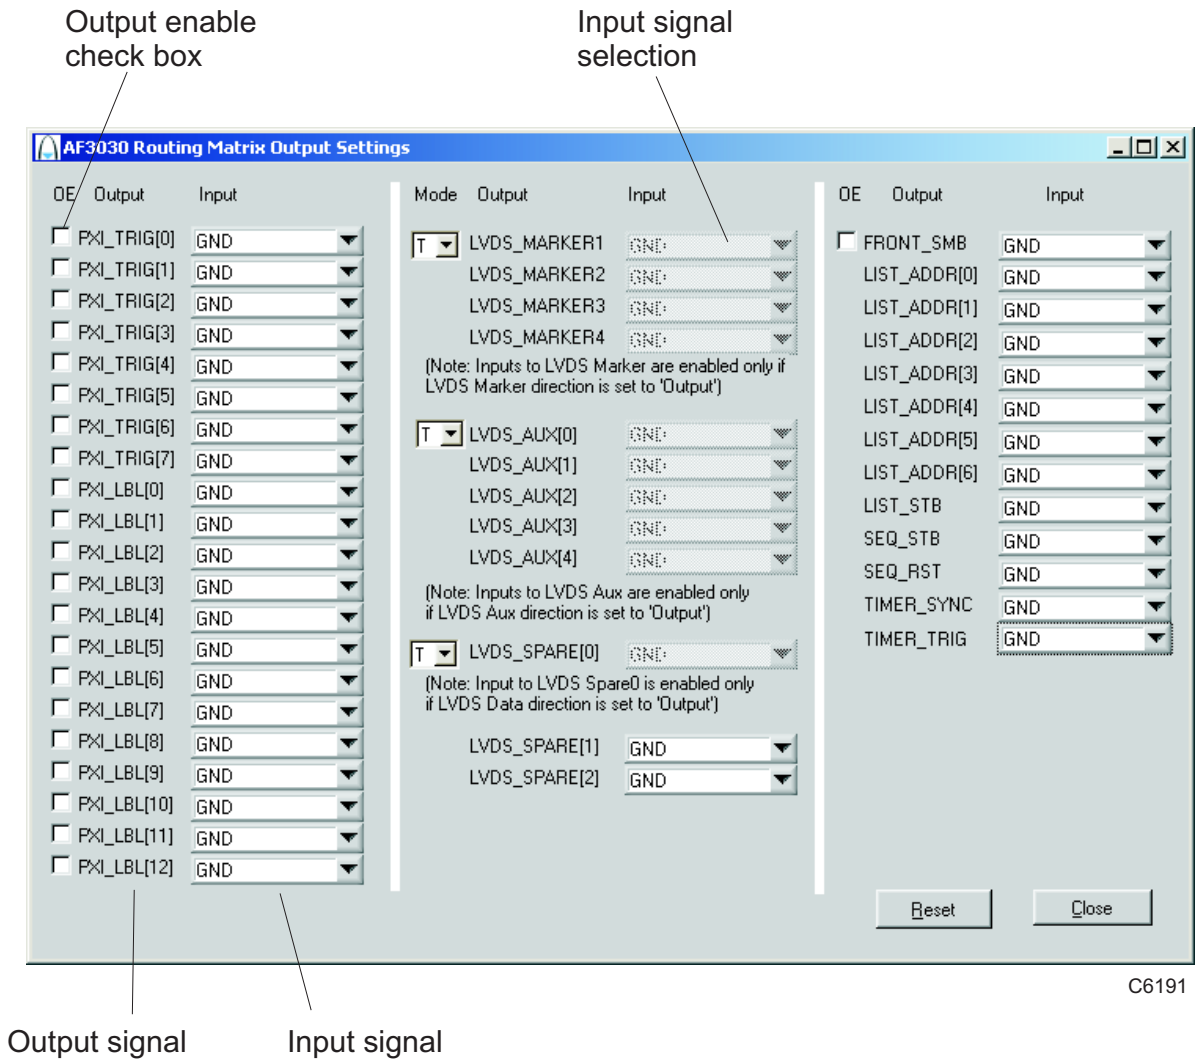 Output enable
check box
Input signal
selection
AF3030 Routing Matrix Output Settings
OE Output Input
PXI_TRIG[0] GND
PXI_TRIG[1] GND
PXI_TRIG[2] GND
PXI_TRIG[3] GND
PXI_TRIG[4] GND
PXI_TRIG[5] GND
PXI_TRIG[6] GND
PXI_TRIG[7] GND
PXI_LBL[0] GND
PXI_LBL[1] GND
PXI_LBL[2] GND
PXI_LBL[3] GND
PXI_LBL[4] GND
PXI_LBL[5] GND
PXI_LBL[6] GND
PXI_LBL[7] GND
PXI_LBL[8] GND
PXI_LBL[9] GND
PXI_LBL[10] GND
PXI_LBL[11] GND
PXI_LBL[12] GND
Mode Output Input
T LVDS_MARKER1 GND
LVDS_MARKER2 GND
LVDS_MARKER3 GND
LVDS_MARKER4 GND
(Note: Inputs to LVDS Marker are enabled only if
LVDS Marker direction is set to 'Output')
T LVDS_AUX[0] GND
LVDS_AUX[1] GND
LVDS_AUX[2] GND
LVDS_AUX[3] GND
LVDS_AUX[4] GND
(Note: Inputs to LVDS Aux are enabled only
if LVDS Aux direction is set to 'Output')
T LVDS_SPARE[0] GND
(Note: Input to LVDS Spare0 is enabled only
if LVDS Data direction is set to 'Output')
LVDS_SPARE[1] GND
LVDS_SPARE[2] GND
OE Output Input
FRONT_SMB GND
LIST_ADDR[0] GND
LIST_ADDR[1] GND
LIST_ADDR[2] GND
LIST_ADDR[3] GND
LIST_ADDR[4] GND
LIST_ADDR[5] GND
LIST_ADDR[6] GND
LIST_STB GND
SEQ_STB GND
SEQ_RST GND
TIMER_SYNC GND
TIMER_TRIG GND
Reset Close
C6191
Output signal Input signal